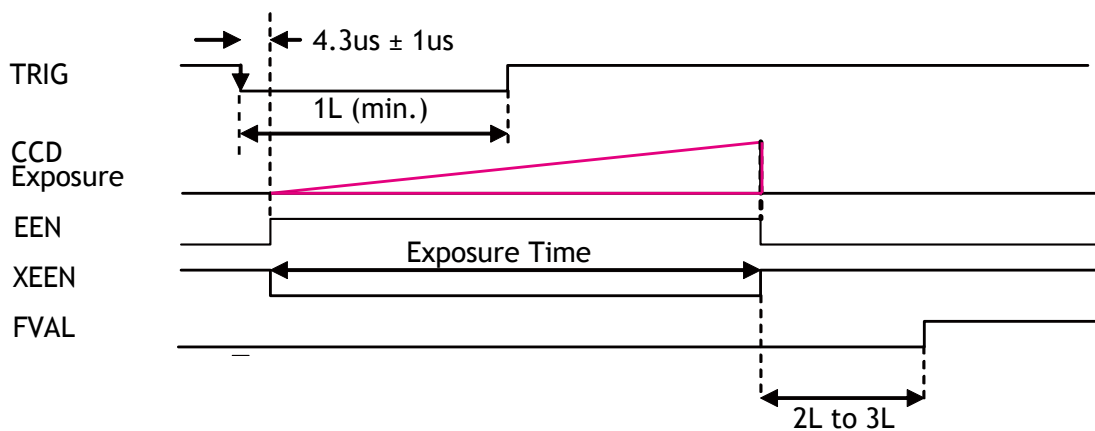 4.3us ± 1us
TRIG
1L (min.)
CCD
Exposure
EEN
Exposure Time
XEEN
FVAL
2L to 3L